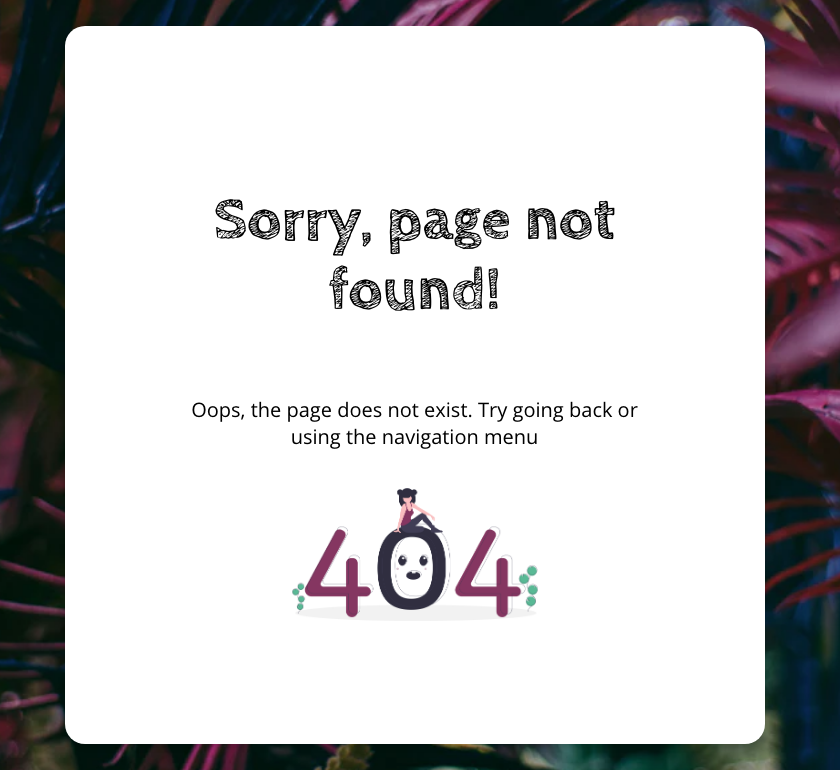 Sorry, page not
found!
Oops, the page does not exist. Try going back or
using the navigation menu
404